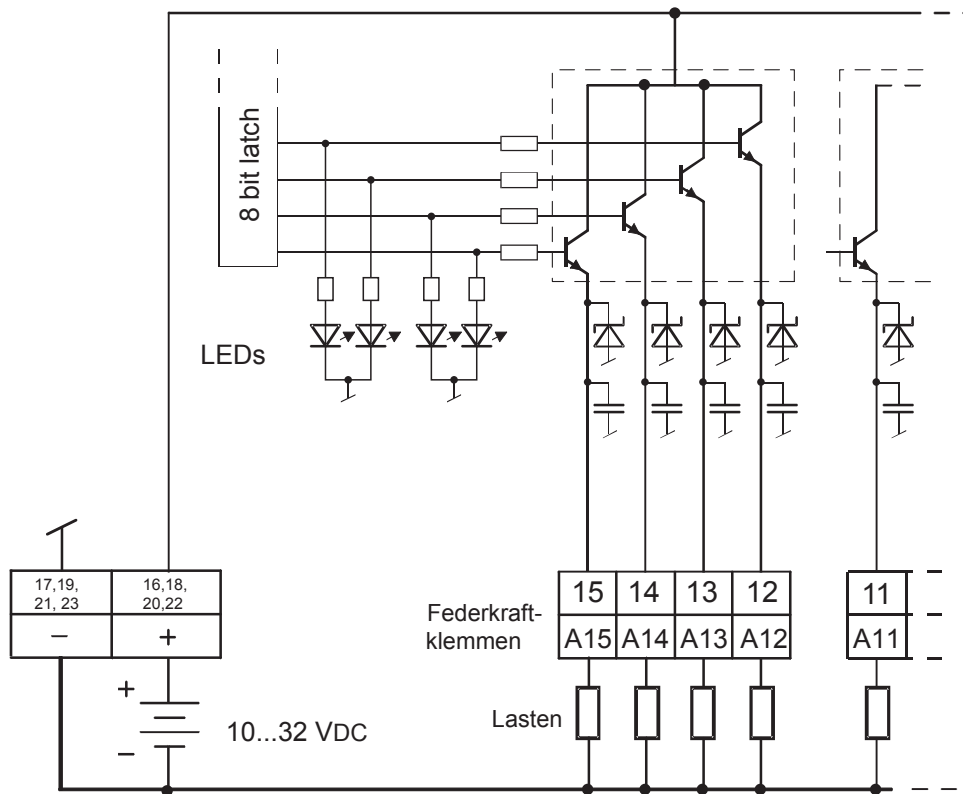 8 bit latch
LEDs
17,19,
21, 23
16,18,
20,22
–
+
+
–
10...32 VDC
Federkraft-
klemmen
15
14
13
12
11
A15
A14
A13
A12
A11
Lasten